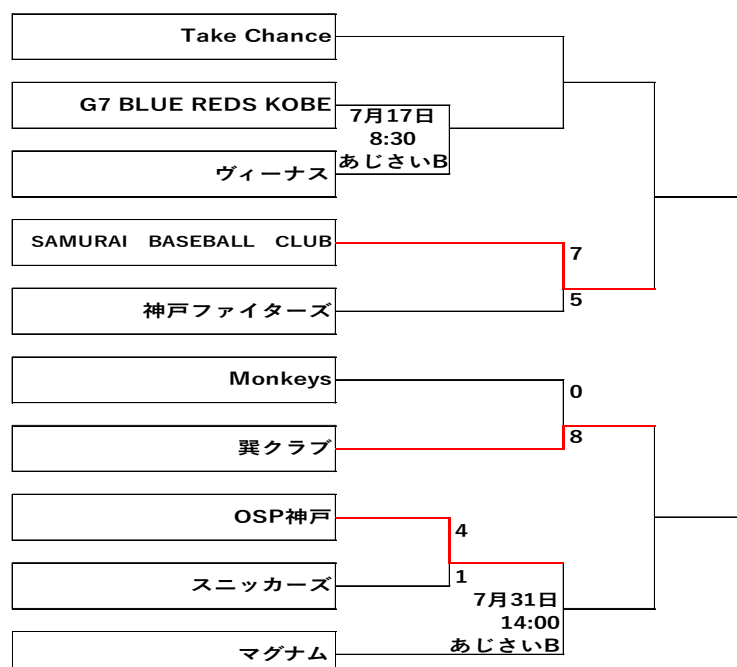 Take Chance
G7 BLUE REDS KOBE
7月17日
8:30
あじさいB
ヴィーナス
SAMURAI　BASEBALL　CLUB
7
神戸ファイターズ
5
Monkeys
0
巽クラブ
8
OSP神戸
4
スニッカーズ
1
7月31日
14:00
あじさいB
マグナム